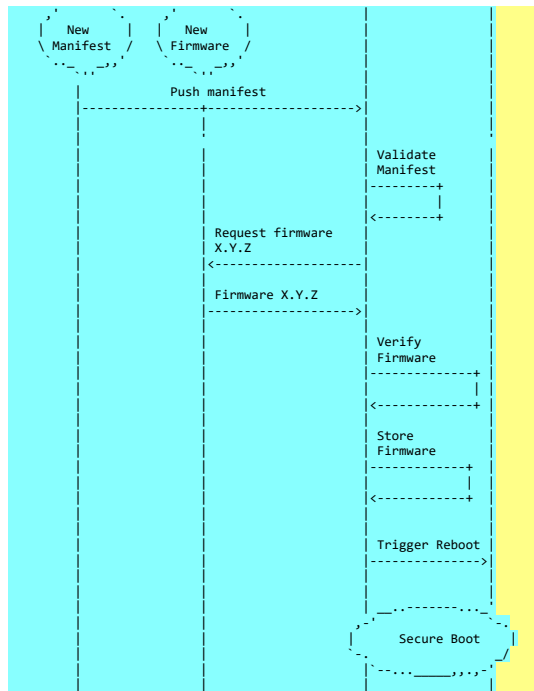 New New
Manifest Firmware
Push manifest
Validate
Manifest
Request firmware
X.Y.Z
Firmware X.Y.Z
Verify
Firmware
Store
Firmware
Trigger Reboot
Secure Boot